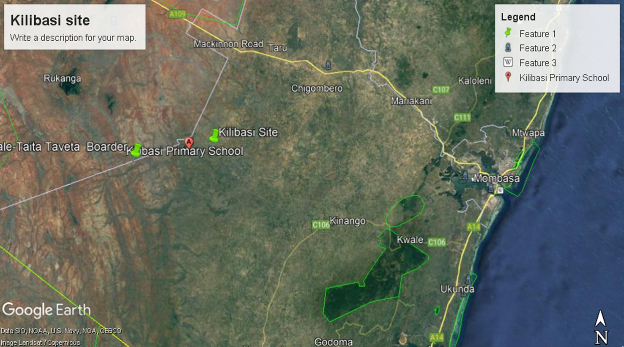 Kilibasi site
Write a description for your map.
Legend
Feature 1
Feature 2
W Feature 3
Kilibasi Primary School
A109
Mackinnon Road
Taru
Rukanga
Chigombero
C107
Kaloleni
Mariakani
C111
Mtwapa
Kilibasi Site
ale-Taita Taveta Boarder
Kilibasi Primary School
Mombasa
Kinango
C106
A14
Kwale
C106
Ukunda
Godoma
A14
N
Google Earth
Data SIO, NOAA, U.S. Navy, NGA, GEBCO
Image Landsat / Copernicus